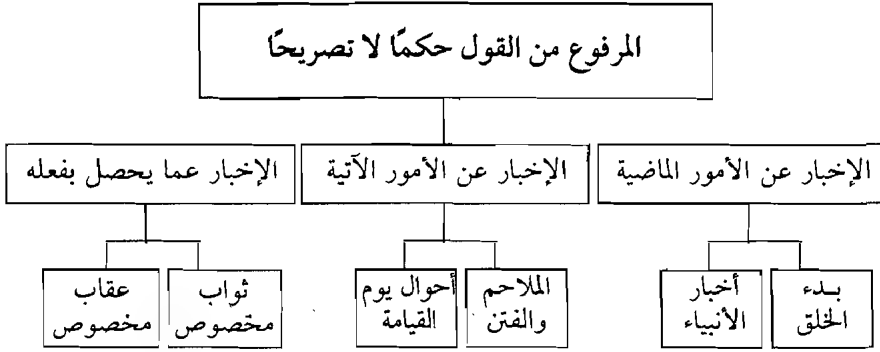 المرفوع من القول حكمًا لا تصريحًا
الإخبار عن الأمور الماضية
الإخبار عن الأمور الآتية
الإخبار عما يحصل بفعله
بدء
الخلق
أخبار
الأنبياء
الملاحم
والفتن
أحوال يوم
القيامة
ثواب
مخصوص
عقاب
مخصوص